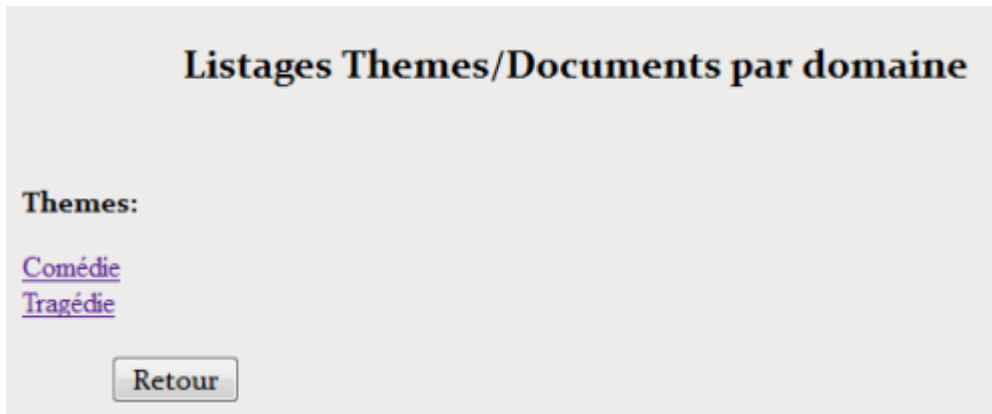 Listages Themes/Documents par domaine
Themes:
Comédie
Tragédie
Retour